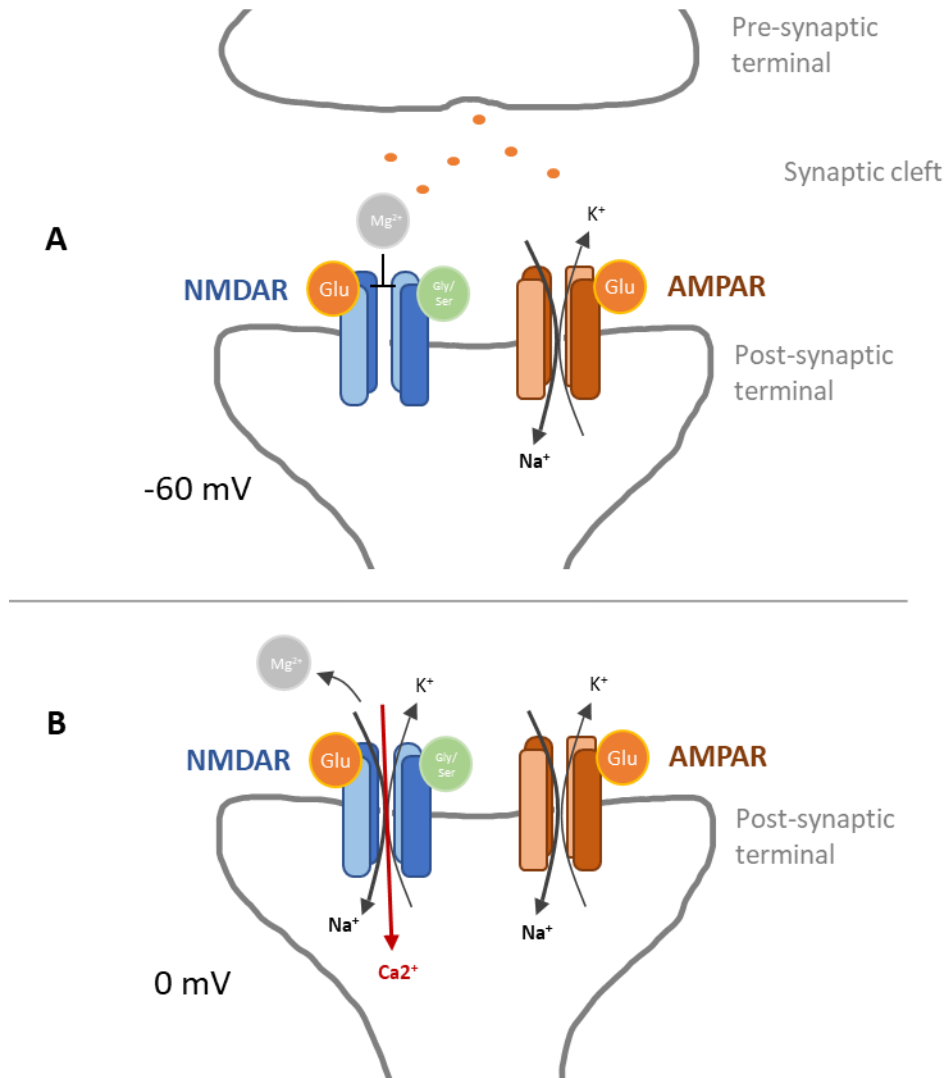 Pre-synaptic
terminal
Synaptic cleft
Mg²⁺
K⁺
A
NMDAR
Glu
Gly/
Ser
Glu
AMPAR
Post-synaptic
terminal
Na⁺
-60 mV
Mg²⁺
K⁺
K⁺
B
NMDAR
Glu
Gly/
Ser
Glu
AMPAR
Post-synaptic
terminal
Na⁺
Na⁺
Ca2⁺
0 mV